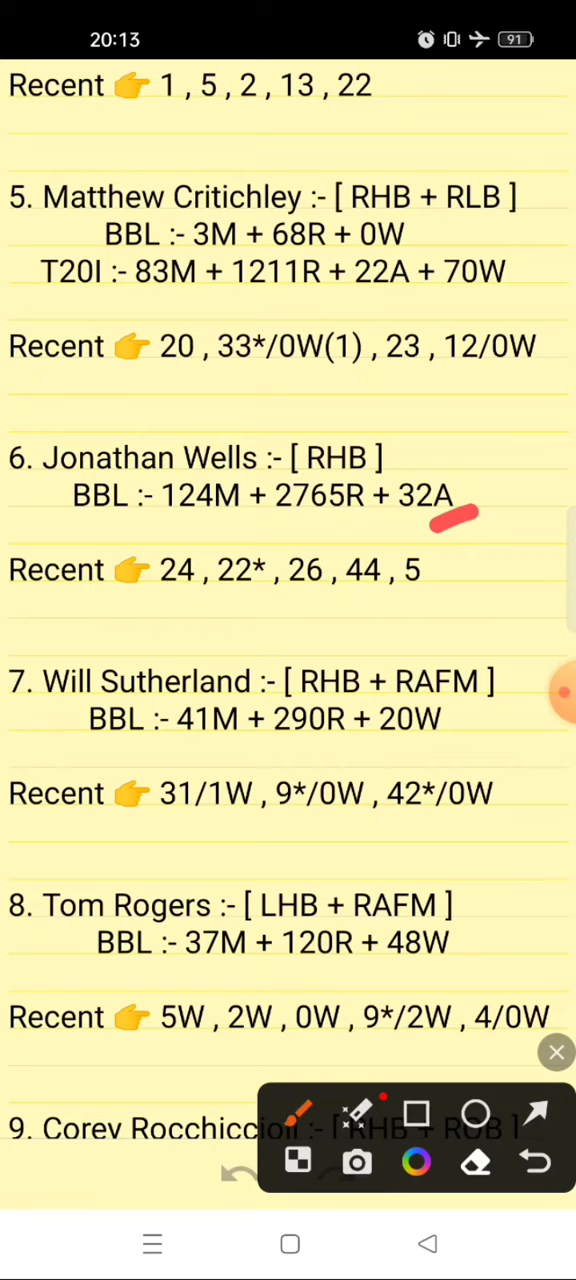 20:13
91
Recent 👉 1 , 5 , 2 , 13 , 22
5. Matthew Critichley :- [ RHB + RLB ]
BBL :- 3M + 68R + 0W
T20I :- 83M + 1211R + 22A + 70W
Recent 👉 20 , 33*/0W(1) , 23 , 12/0W
6. Jonathan Wells :- [ RHB ]
BBL :- 124M + 2765R + 32A
Recent 👉 24 , 22* , 26 , 44 , 5
7. Will Sutherland :- [ RHB + RAFM ]
BBL :- 41M + 290R + 20W
Recent 👉 31/1W , 9*/0W , 42*/0W
8. Tom Rogers :- [ LHB + RAFM ]
BBL :- 37M + 120R + 48W
Recent 👉 5W , 2W , 0W , 9*/2W , 4/0W
9. Corey Rocchiccioli :- [ RHB + ROB ]